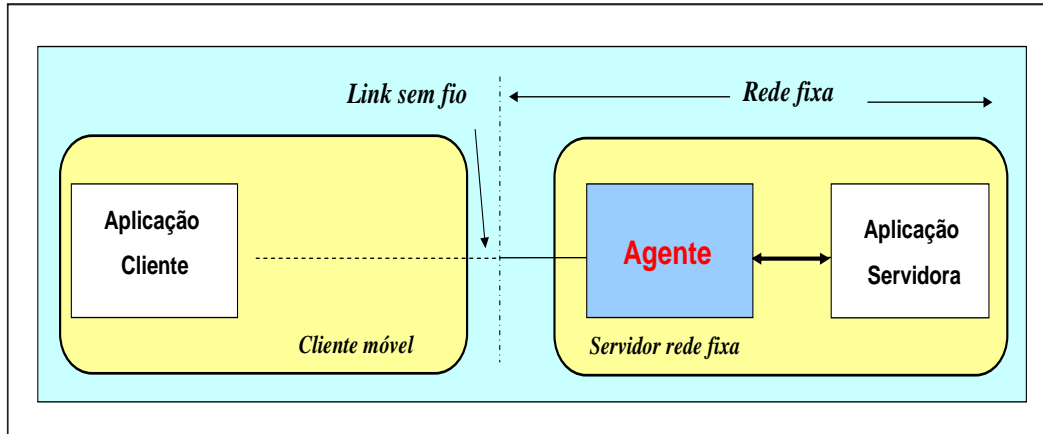 Link sem fio
Rede fixa
Aplicação
Cliente
Cliente móvel
Agente
Aplicação
Servidora
Servidor rede fixa